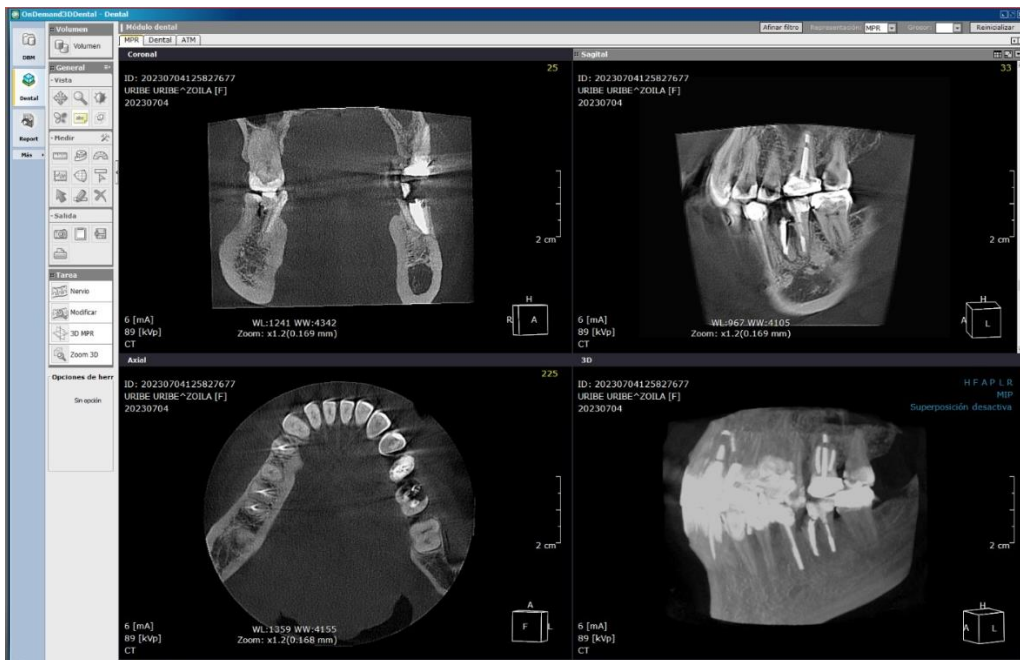 OnDemand3DDental - Dental
Volumen
Módulo dental
Afinar filtro
Representación:
MPR
Grosor:
Reinicializar
DBM
Volumen
MPR
Dental
ATM
General
Vista
Dental
Report
Más
Medir
Salida
Tarea
Nervio
Modificar
3D MPR
Zoom 3D
Opciones de herr
Sin opción
Coronal
25
ID: 20230704125827677
URIBE URIBE^ZOILA [F]
20230704
2 cm
H
R
A
6 [mA]
89 [kVp]
CT
WL:1241 WW:4342
Zoom: x1.2(0.169 mm)
Sagital
33
ID: 20230704125827677
URIBE URIBE^ZOILA [F]
20230704
2 cm
H
A
L
6 [mA]
89 [kVp]
CT
WL:967 WW:4105
Zoom: x1.2(0.169 mm)
Axial
225
ID: 20230704125827677
URIBE URIBE^ZOILA [F]
20230704
2 cm
A
F
L
6 [mA]
89 [kVp]
CT
WL:1359 WW:4155
Zoom: x1.2(0.168 mm)
3D
ID: 20230704125827677
URIBE URIBE^ZOILA [F]
20230704
H F A P L R
MIP
Superposición desactiva
2 cm
H
A
L
6 [mA]
89 [kVp]
CT